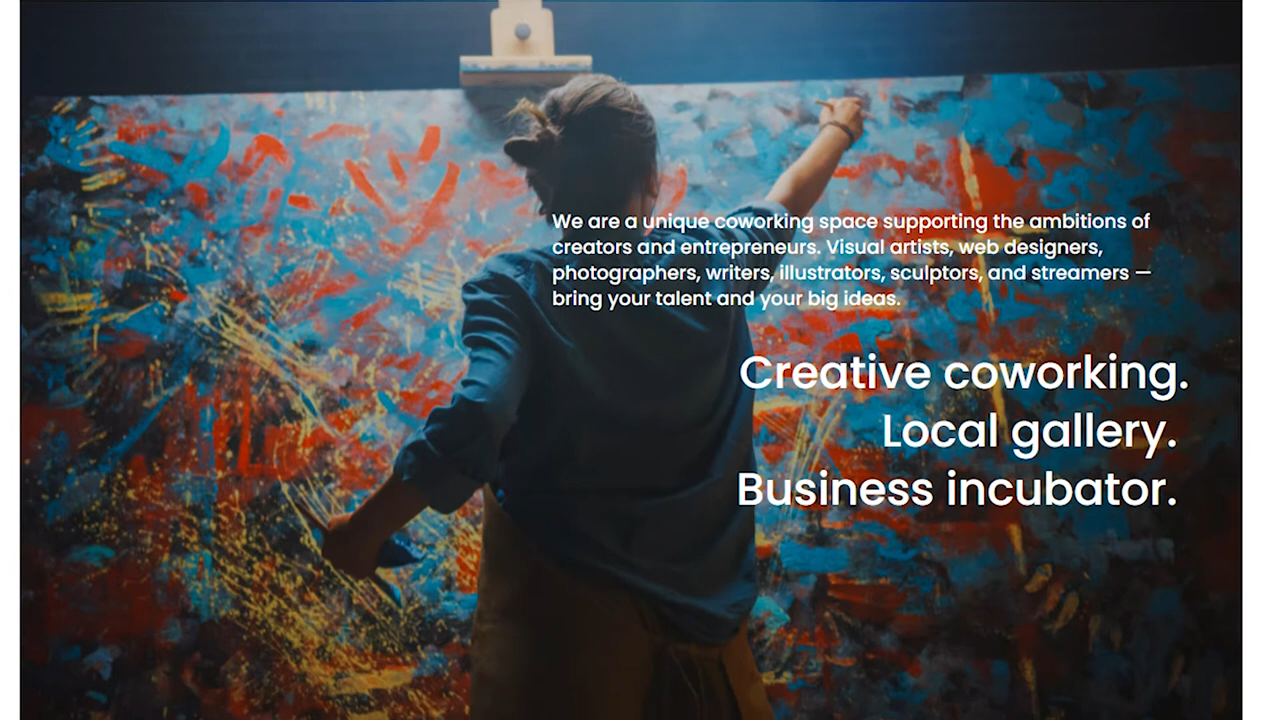 We are a unique coworking space supporting the ambitions of
creators and entrepreneurs. Visual artists, web designers,
photographers, writers, illustrators, sculptors, and streamers —
bring your talent and your big ideas.
Creative coworking.
Local gallery.
Business incubator.